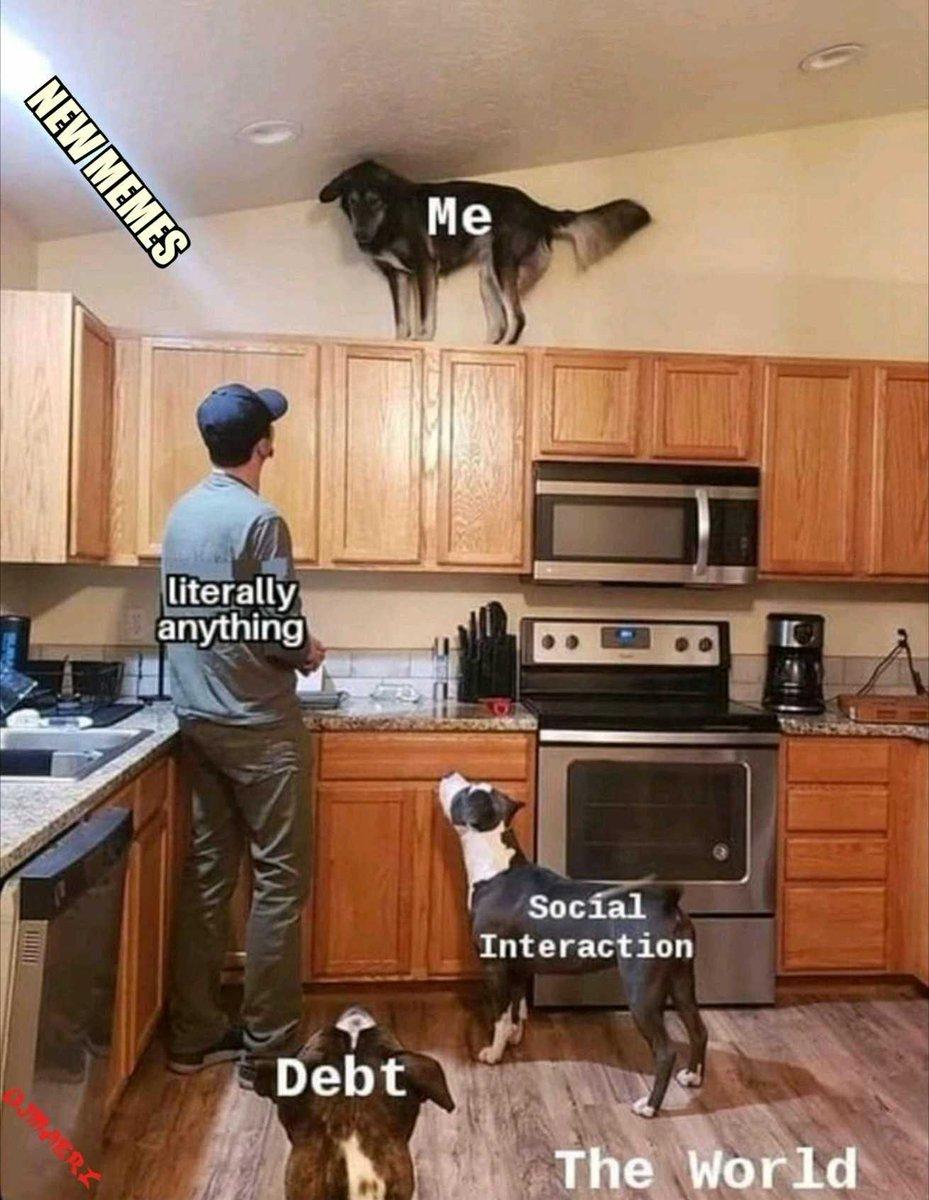 NEW MEMES
Me
literally
anything
Social
Interaction
Debt
The World